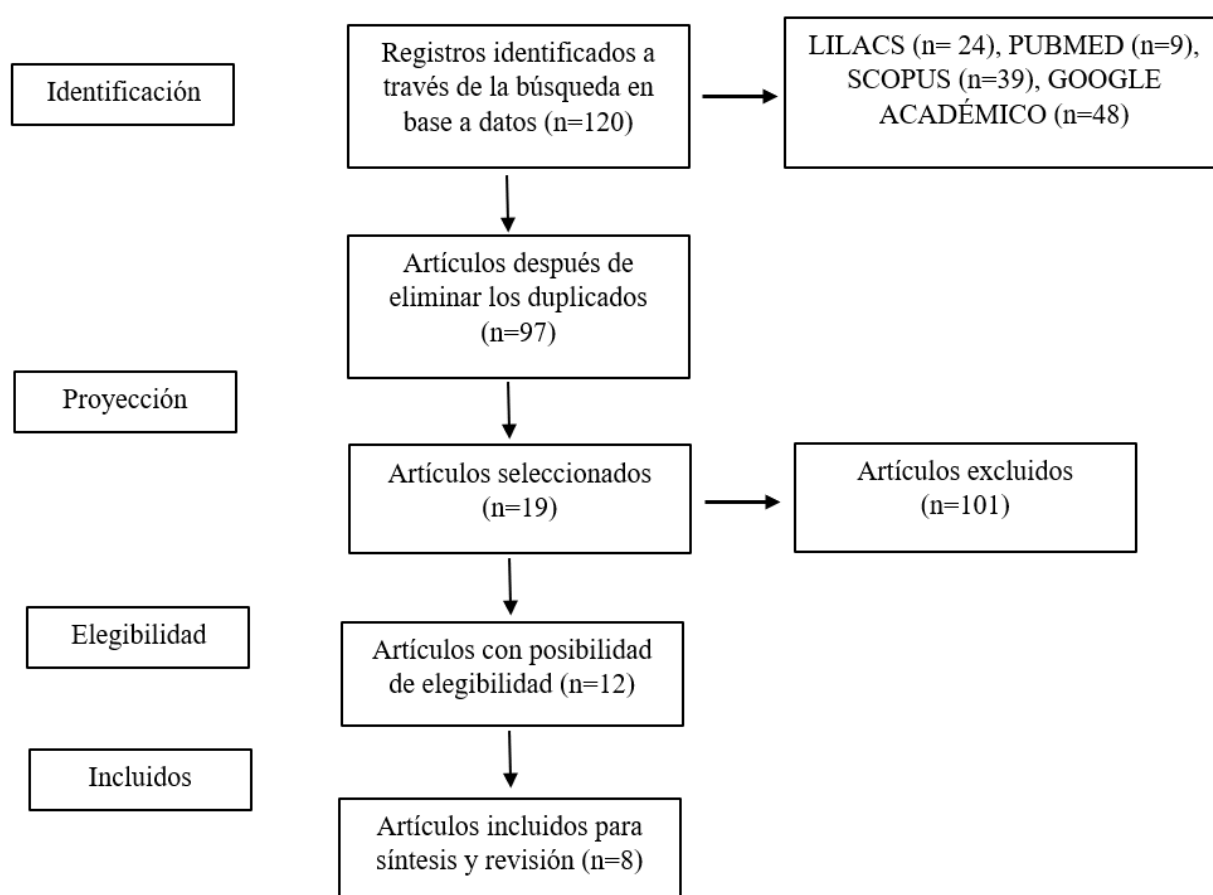 Identificación
Registros identificados a
través de la búsqueda en
base a datos (n=120)
LILACS (n= 24), PUBMED (n=9),
SCOPUS (n=39), GOOGLE
ACADÉMICO (n=48)
Artículos después de
eliminar los duplicados
(n=97)
Proyección
Artículos seleccionados
(n=19)
Artículos excluidos
(n=101)
Elegibilidad
Artículos con posibilidad
de elegibilidad (n=12)
Incluidos
Artículos incluidos para
síntesis y revisión (n=8)